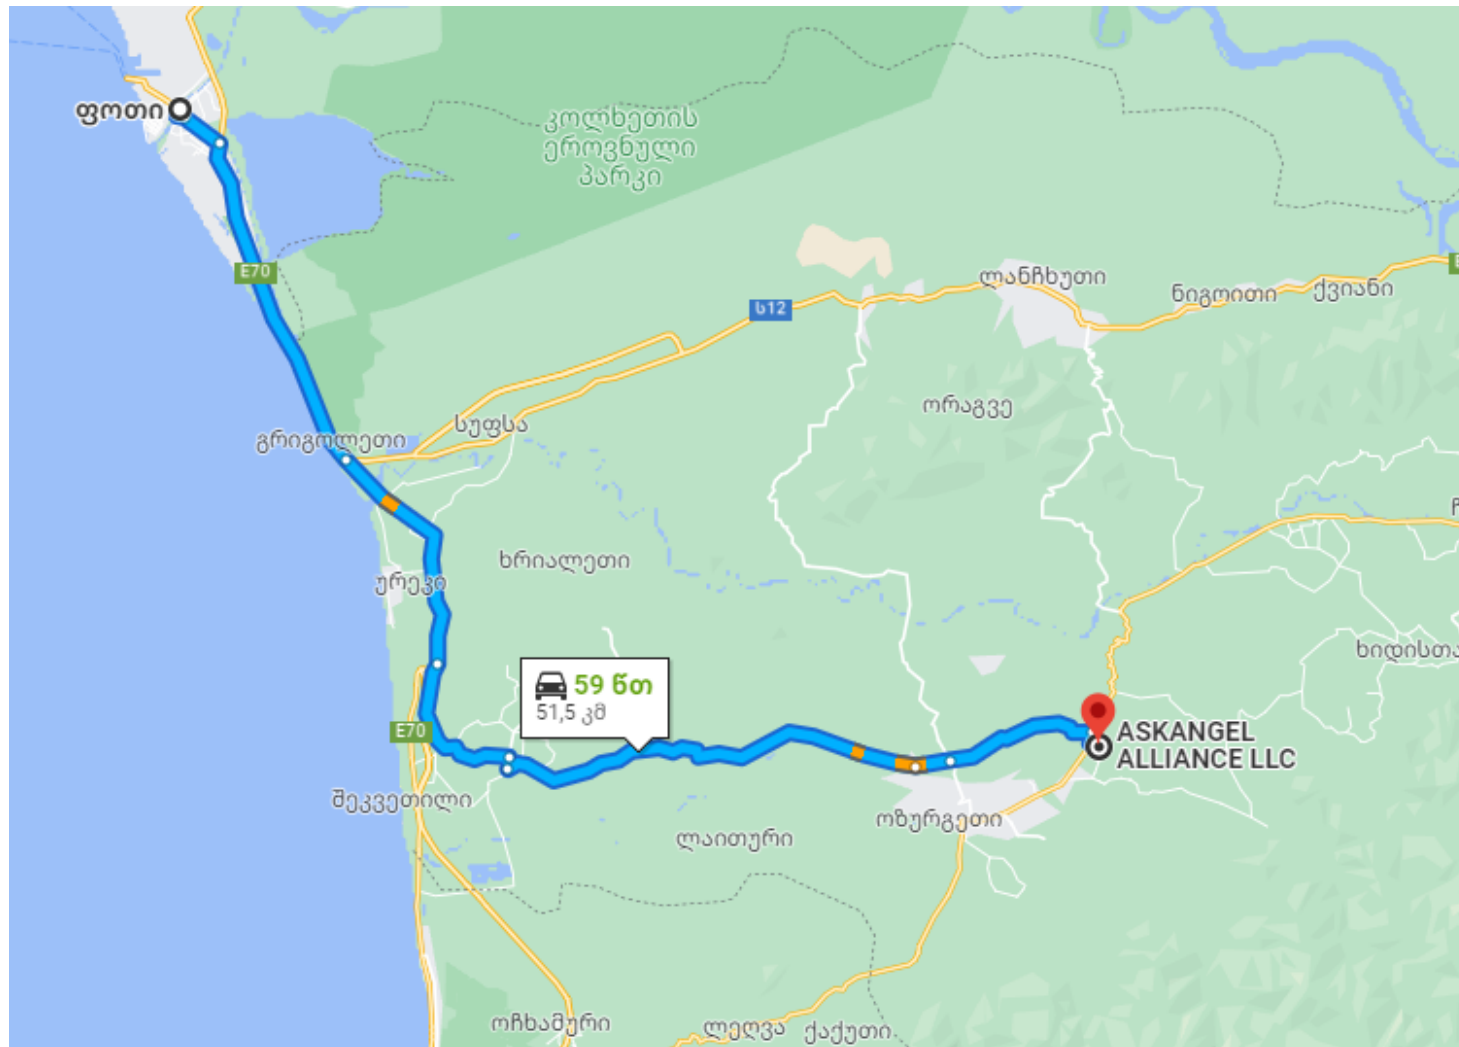 ფოთი
კოლხეთის
ეროვნული
პარკი
E70
ლანჩხუთი
ნიგოითი
ქვიანი
ს12
ორაგვე
სუფსა
გრიგოლეთი
ხრიალეთი
ურეკი
ხიდისთა
59 წთ
51,5 კმ
E70
ASKANGEL
ALLIANCE LLC
შეკვეთილი
ოზურგეთი
ლაითური
ოჩხამური
ლეღვა
ქაქუთი